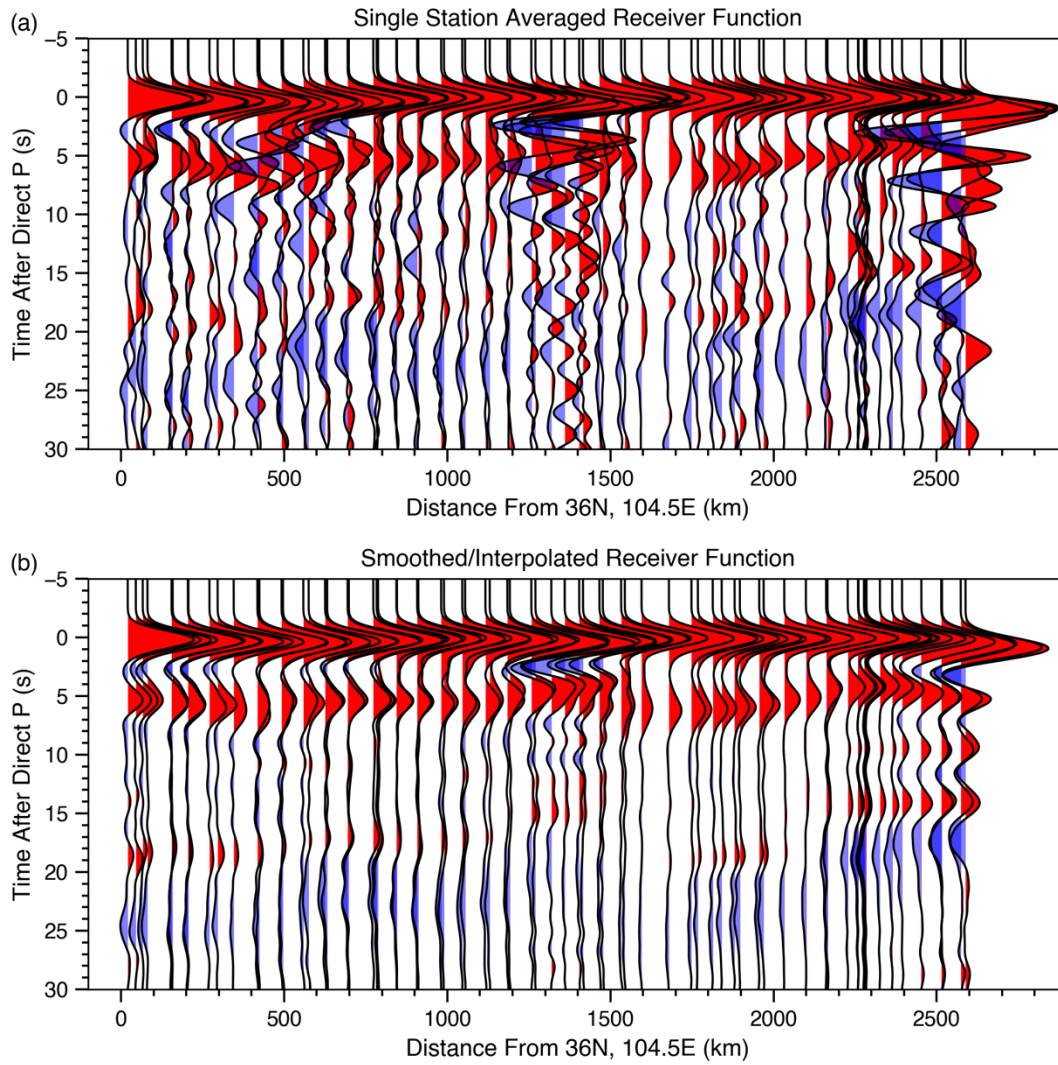 (a)
Single Station Averaged Receiver Function
−5
0
5
10
15
20
25
30
Time After Direct P (s)
0 500 1000 1500 2000 2500
Distance From 36N, 104.5E (km)
(b)
Smoothed/Interpolated Receiver Function
−5
0
5
10
15
20
25
30
Time After Direct P (s)
0 500 1000 1500 2000 2500
Distance From 36N, 104.5E (km)